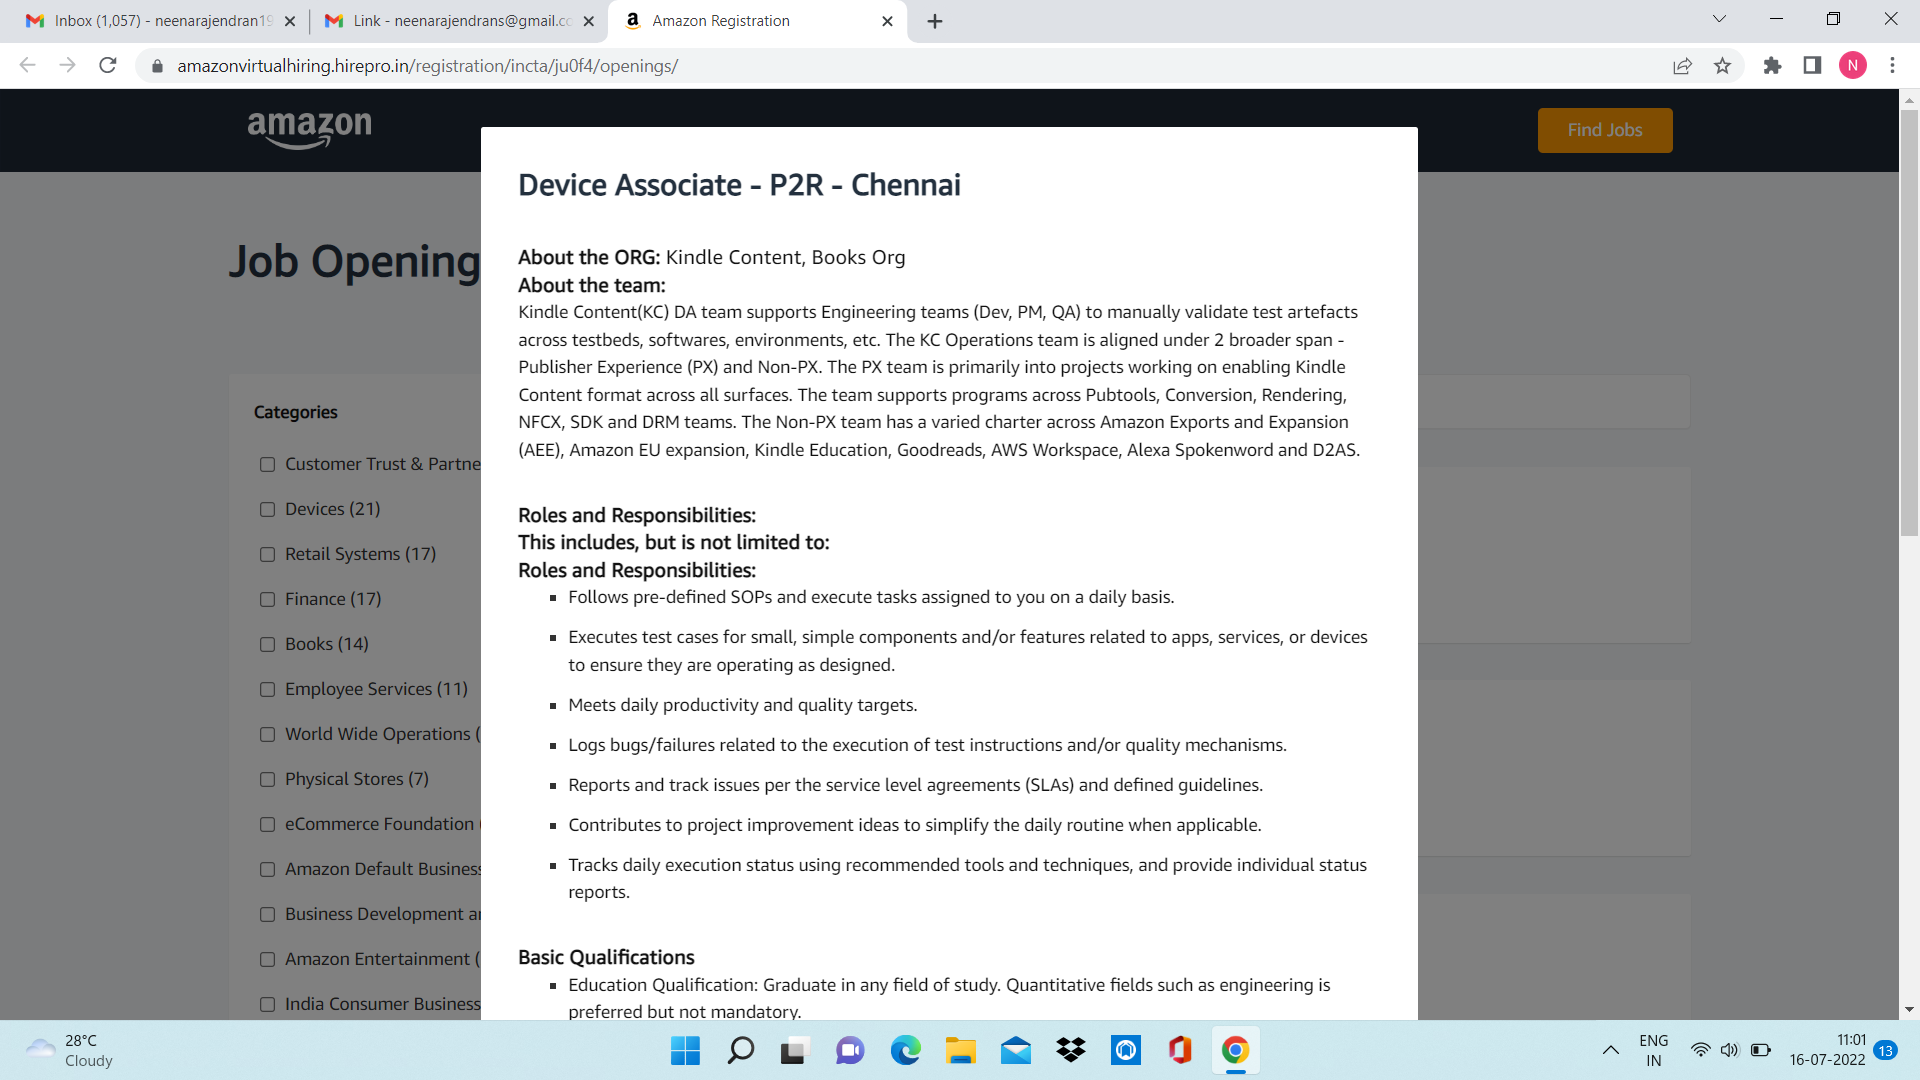 Inbox (1,057) - neenarajendran19
Link - neenarajendrans@gmail.co
Amazon Registration
amazonvirtualhiring.hirepro.in/registration/incta/ju0f4/openings/
N
amazon
Find Jobs
Job Opening
Categories
Customer Trust & Partne
Devices (21)
Retail Systems (17)
Finance (17)
Books (14)
Employee Services (11)
World Wide Operations (
Physical Stores (7)
eCommerce Foundation
Amazon Default Business
Business Development a
Amazon Entertainment (
India Consumer Business
Device Associate - P2R - Chennai
About the ORG: Kindle Content, Books Org
About the team:
Kindle Content(KC) DA team supports Engineering teams (Dev, PM, QA) to manually validate test artefacts
across testbeds, softwares, environments, etc. The KC Operations team is aligned under 2 broader span -
Publisher Experience (PX) and Non-PX. The PX team is primarily into projects working on enabling Kindle
Content format across all surfaces. The team supports programs across Pubtools, Conversion, Rendering,
NFCX, SDK and DRM teams. The Non-PX team has a varied charter across Amazon Exports and Expansion
(AEE), Amazon EU expansion, Kindle Education, Goodreads, AWS Workspace, Alexa Spokenword and D2AS.
Roles and Responsibilities:
This includes, but is not limited to:
Roles and Responsibilities:
▪ Follows pre-defined SOPs and execute tasks assigned to you on a daily basis.
▪ Executes test cases for small, simple components and/or features related to apps, services, or devices
to ensure they are operating as designed.
▪ Meets daily productivity and quality targets.
▪ Logs bugs/failures related to the execution of test instructions and/or quality mechanisms.
▪ Reports and track issues per the service level agreements (SLAs) and defined guidelines.
▪ Contributes to project improvement ideas to simplify the daily routine when applicable.
▪ Tracks daily execution status using recommended tools and techniques, and provide individual status
reports.
Basic Qualifications
▪ Education Qualification: Graduate in any field of study. Quantitative fields such as engineering is
preferred but not mandatory.
28°C
Cloudy
ENG
IN
11:01
16-07-2022
13